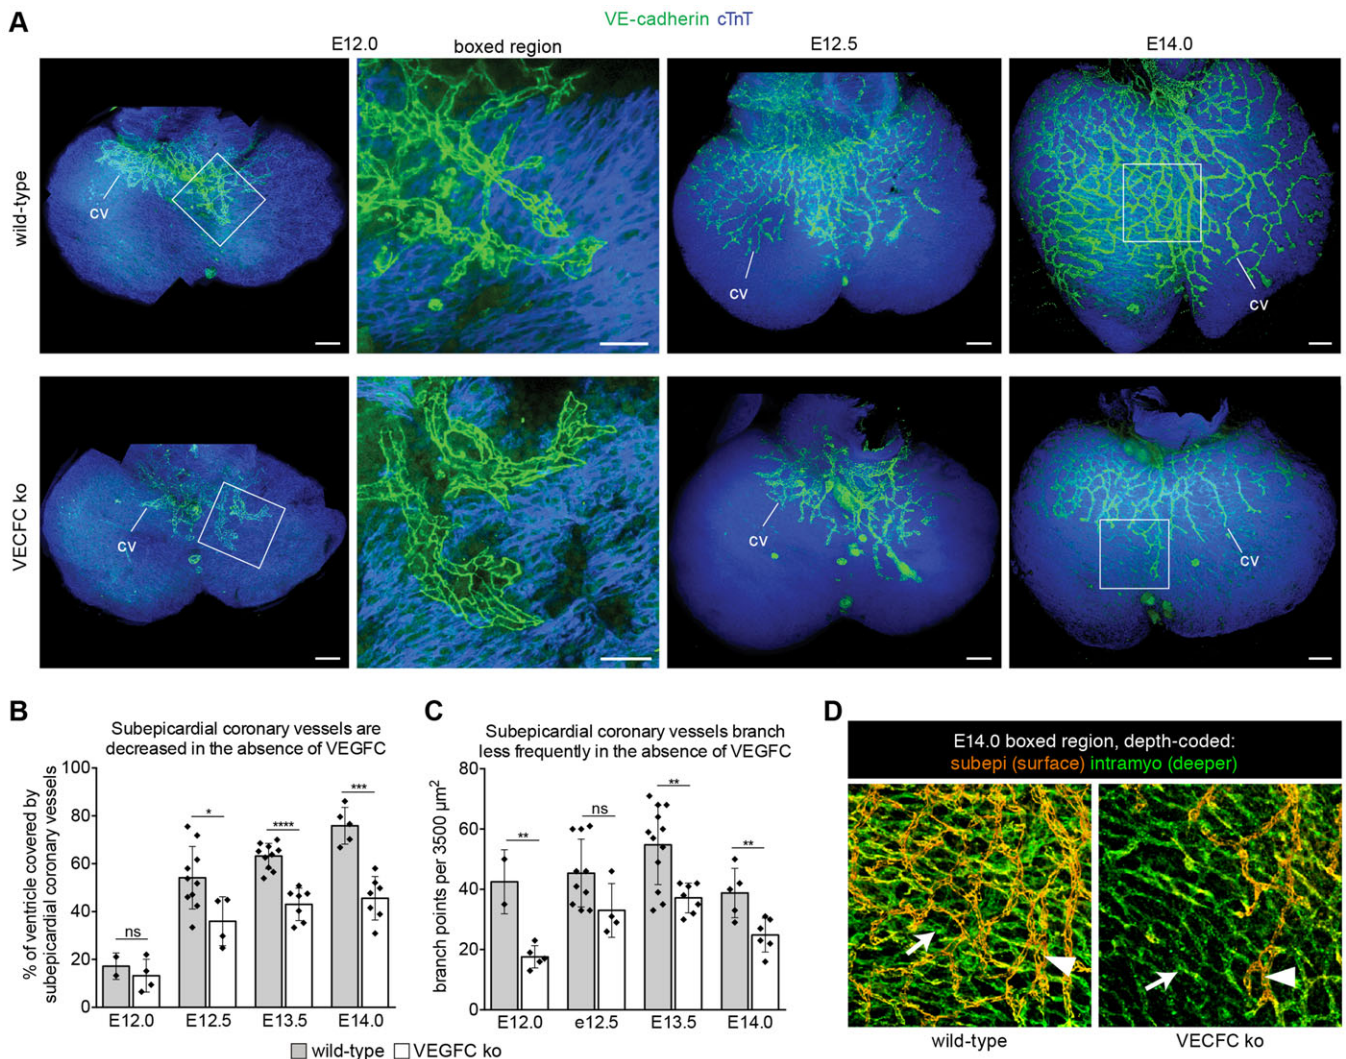 A
VE-cadherin cTnT
E12.0
boxed region
E12.5
E14.0
wild-type
cv
cv
cv
VECFC ko
cv
cv
cv
B
Subepicardial coronary vessels are
decreased in the absence of VEGFC
% of ventricle covered by
subepicardial coronary vessels
100
80
60
40
20
0
ns
*
****
***
E12.0
E12.5
E13.5
E14.0
C
Subepicardial coronary vessels branch
less frequently in the absence of VEGFC
branch points per 3500 µm²
80
60
40
20
0
**
ns
**
**
E12.0
e12.5
E13.5
E14.0
wild-type
VEGFC ko
D
E14.0 boxed region, depth-coded:
subepi (surface) intramyo (deeper)
wild-type
VECFC ko